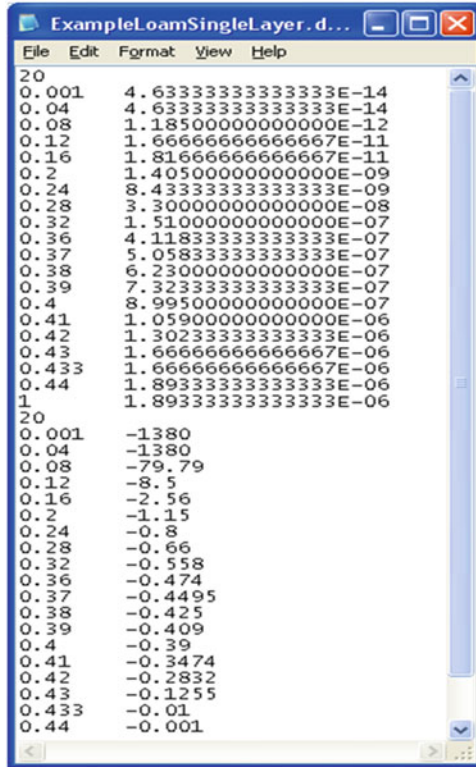 ExampleLoamSingleLayer.d...
File Edit Format View Help
20
0.001 4.63333333333333E-14
0.04 4.63333333333333E-14
0.08 1.18500000000000E-12
0.12 1.66666666666667E-11
0.16 1.81666666666667E-11
0.2 1.40500000000000E-09
0.24 8.43333333333333E-09
0.28 3.30000000000000E-08
0.32 1.51000000000000E-07
0.36 4.11833333333333E-07
0.37 5.05833333333333E-07
0.38 6.23000000000000E-07
0.39 7.32333333333333E-07
0.4 8.99500000000000E-07
0.41 1.05900000000000E-06
0.42 1.30233333333333E-06
0.43 1.66666666666667E-06
0.433 1.66666666666667E-06
0.44 1.89333333333333E-06
1 1.89333333333333E-06
20
0.001 -1380
0.04 -1380
0.08 -79.79
0.12 -8.5
0.16 -2.56
0.2 -1.15
0.24 -0.8
0.28 -0.66
0.32 -0.558
0.36 -0.474
0.37 -0.4495
0.38 -0.425
0.39 -0.409
0.4 -0.39
0.41 -0.3474
0.42 -0.2832
0.43 -0.1255
0.433 -0.01
0.44 -0.001